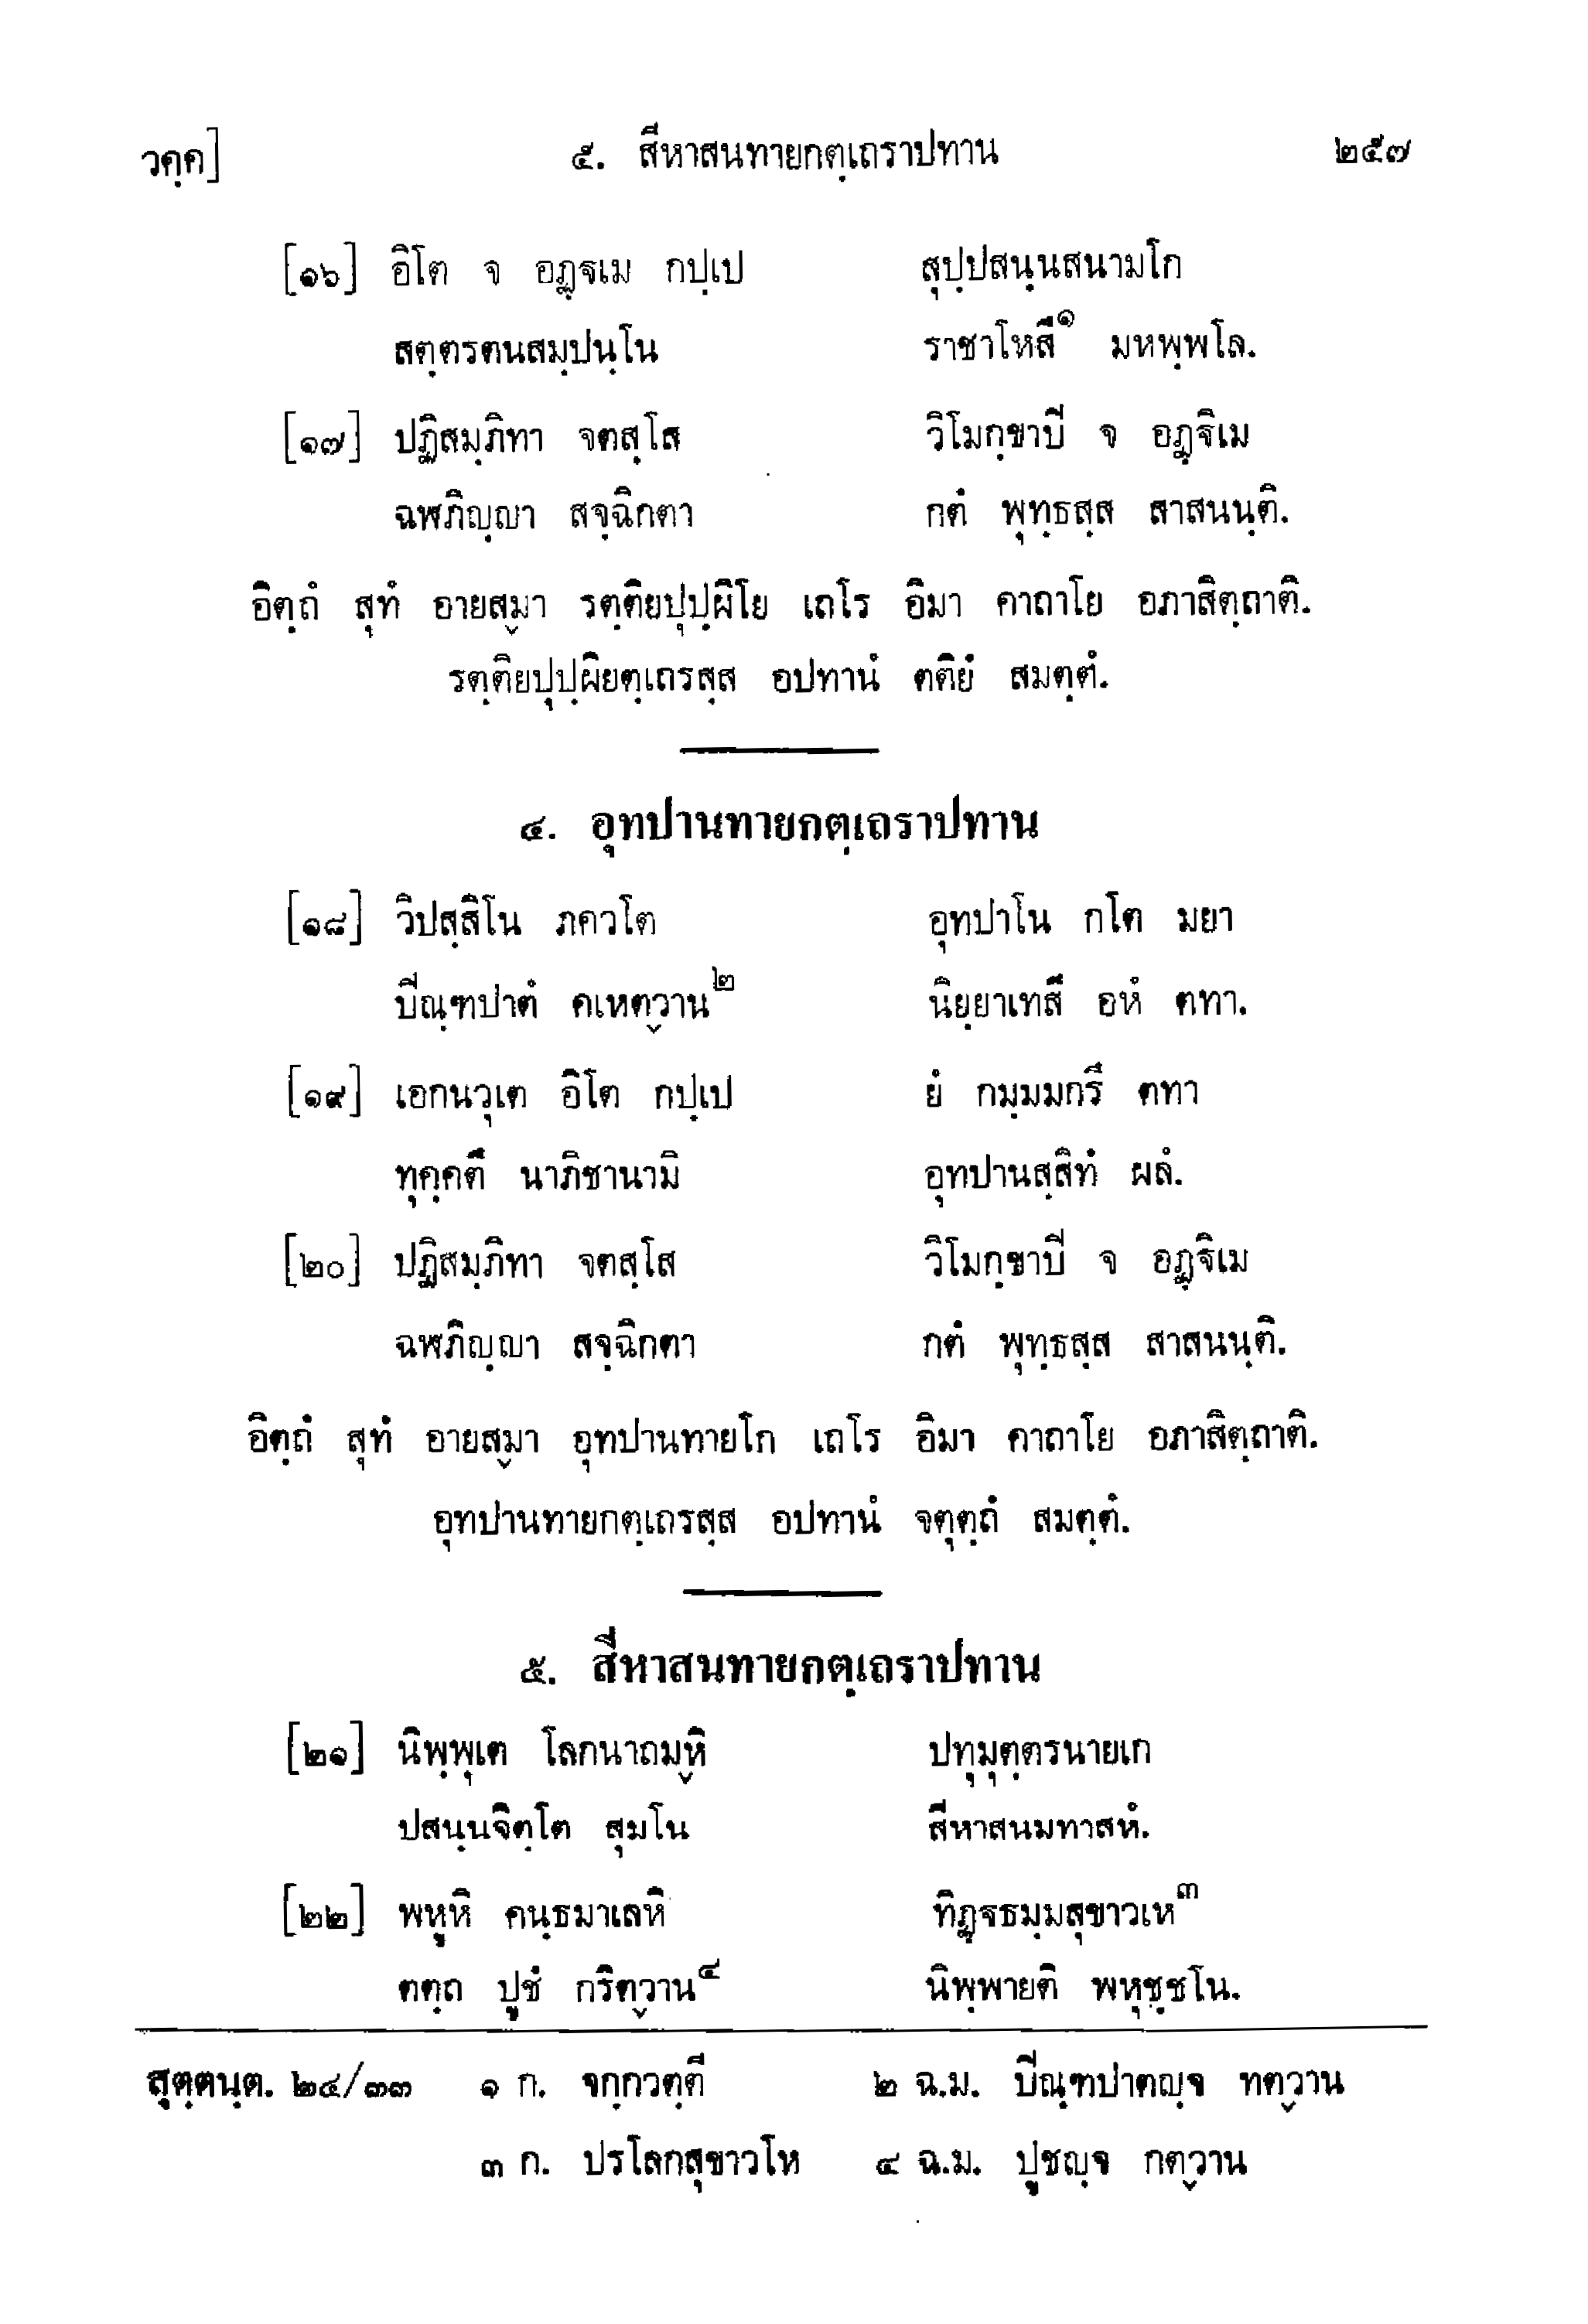 วคฺค] ๕. สีหาสนทายกตฺเถราปทาน ๒๕๗
[๑๖] อิโต จ อฏฺฐเม กปฺเป สุปฺปสนฺนสนามโก
สตฺตรตนสมฺปนฺโน ราชาโหสึ๑ มหพฺพโล.
[๑๗] ปฏิสมฺภิทา จตสฺโส วิโมกฺขาปิ จ อฏฺฐิเม
ฉฬภิญฺญา สจฺฉิกตา กตํ พุทฺธสฺส สาสนนฺติ.
อิตฺถํ สุทํ อายสฺมา รตฺติยปุปฺผิโย เถโร อิมา คาถาโย อภาสิตฺถาติ.
รตฺติยปุปฺผิยตฺเถรสฺส อปทานํ ตติยํ สมตฺตํ.
๔. อุทปานทายกตฺเถราปทาน
[๑๘] วิปสฺสิโน ภควโต อุทปาโน กโต มยา
ปิณฺฑปาตํ คเหตฺวาน๒ นิยฺยาเทสึ อหํ ตทา.
[๑๙] เอกนวุเต อิโต กปฺเป ยํ กมฺมมกรึ ตทา
ทุคฺคตึ นาภิชานามิ อุทปานสฺสิทํ ผลํ.
[๒๐] ปฏิสมฺภิทา จตสฺโส วิโมกฺขาปิ จ อฏฺฐิเม
ฉฬภิญฺญา สจฺฉิกตา กตํ พุทฺธสฺส สาสนนฺติ.
อิตฺถํ สุทํ อายสฺมา อุทปานทายโก เถโร อิมา คาถาโย อภาสิตฺถาติ.
อุทปานทายกตฺเถรสฺส อปทานํ จตุตฺถํ สมตฺตํ.
๕. สีหาสนทายกตฺเถราปทาน
[๒๑] นิพฺพุเต โลกนาถมฺหิ ปทุมุตฺตรนายเก
ปสนฺนจิตฺโต สุมโน สีหาสนมทาสหํ.
[๒๒] พหูหิ คนฺธมาเลหิ ทิฏฺฐธมฺมสุขาวเห๓
ตตฺถ ปูชํ กริตฺวาน๔ นิพฺพายติ พหุชฺชโน.
สุตฺตนฺต. ๒๔/๓๓ ๑ ก. จกฺกวตฺตี ๒ ฉ.ม. ปิณฺฑปาตญฺจ ทตฺวาน
๓ ก. ปรโลกสุขาวโห ๔ ฉ.ม. ปูชญฺจ กตฺวาน